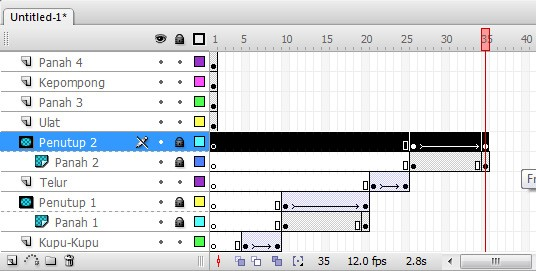 Untitled-1*
1 5 10 15 20 25 30 35 40
Panah 4
Kepompong
Panah 3
Ulat
Penutup 2
Panah 2
Telur
Penutup 1
Panah 1
Kupu-Kupu
35 12.0 fps 2.8s